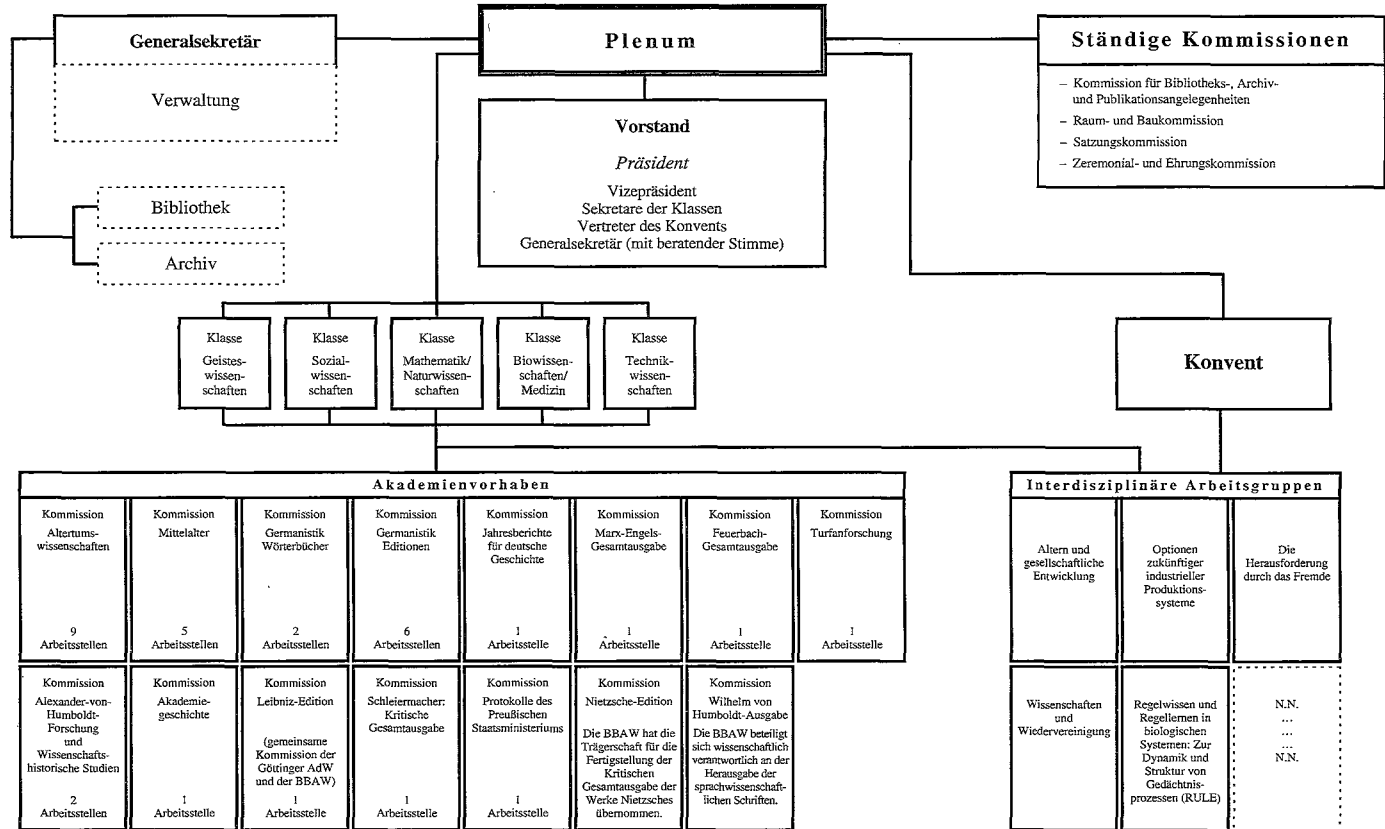 Generalsekretär
Verwaltung
Bibliothek
Archiv
Plenum
Vorstand
Präsident
Vizepräsident
Sekretare der Klassen
Vertreter des Konvents
Generalsekretär (mit beratender Stimme)
Ständige Kommissionen
– Kommission für Bibliotheks-, Archiv-
und Publikationsangelegenheiten
– Raum- und Baukommission
– Satzungskommission
– Zeremonial- und Ehrungskommission
Klasse
Geistes-
wissen-
schaften
Klasse
Sozial-
wissen-
schaften
Klasse
Mathematik/
Naturwissen-
schaften
Klasse
Biowissen-
schaften/
Medizin
Klasse
Technik-
wissen-
schaften
Konvent
Akademienvorhaben
Kommission
Altertums-
wissenschaften
9
Arbeitsstellen
Kommission
Mittelalter
5
Arbeitsstellen
Kommission
Germanistik
Wörterbücher
2
Arbeitsstellen
Kommission
Germanistik
Editionen
6
Arbeitsstellen
Kommission
Jahresberichte
für deutsche
Geschichte
1
Arbeitsstelle
Kommission
Marx-Engels-
Gesamtausgabe
1
Arbeitsstelle
Kommission
Feuerbach-
Gesamtausgabe
1
Arbeitsstelle
Kommission
Turfanforschung
1
Arbeitsstelle
Kommission
Alexander-von-
Humboldt-
Forschung
und
Wissenschafts-
historische Studien
2
Arbeitsstellen
Kommission
Akademie-
geschichte
1
Arbeitsstelle
Kommission
Leibniz-Edition
(gemeinsame
Kommission der
Göttinger AdW
und der BBAW)
1
Arbeitsstelle
Kommission
Schleiermacher:
Kritische
Gesamtausgabe
1
Arbeitsstelle
Kommission
Protokolle des
Preußischen
Staatsministeriums
1
Arbeitsstelle
Kommission
Nietzsche-Edition
Die BBAW hat die
Trägerschaft für die
Fertigstellung der
Kritischen
Gesamtausgabe der
Werke Nietzsches
übernommen.
Kommission
Wilhelm von
Humboldt-Ausgabe
Die BBAW beteiligt
sich wissenschaftlich
verantwortlich an der
Herausgabe der
sprachwissenschaft-
lichen Schriften.
Interdisziplinäre Arbeitsgruppen
Altern und
gesellschaftliche
Entwicklung
Optionen
zukünftiger
industrieller
Produktions-
systeme
Die
Herausforderung
durch das Fremde
Wissenschaften
und
Wiedervereinigung
Regelwissen und
Regellernen in
biologischen
Systemen: Zur
Dynamik und
Struktur von
Gedächtnis-
prozessen (RULE)
N.N.
...
...
N.N.